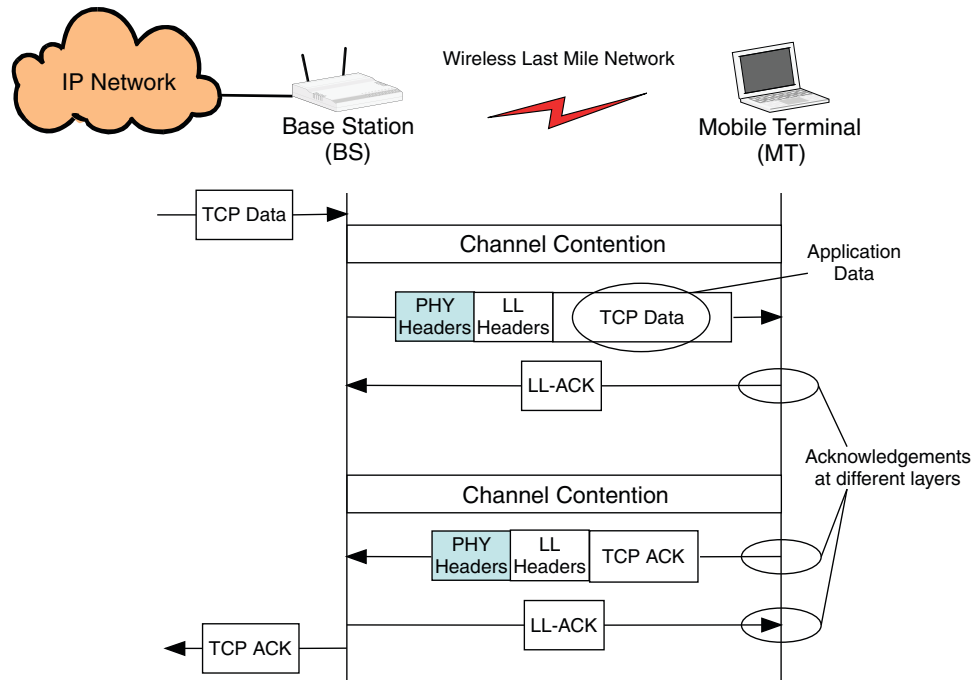 IP Network
Wireless Last Mile Network
Base Station
(BS)
Mobile Terminal
(MT)
TCP Data
Channel Contention
Application
Data
PHY
Headers
LL
Headers
TCP Data
LL-ACK
Acknowledgements
at different layers
Channel Contention
PHY
Headers
LL
Headers
TCP ACK
LL-ACK
TCP ACK